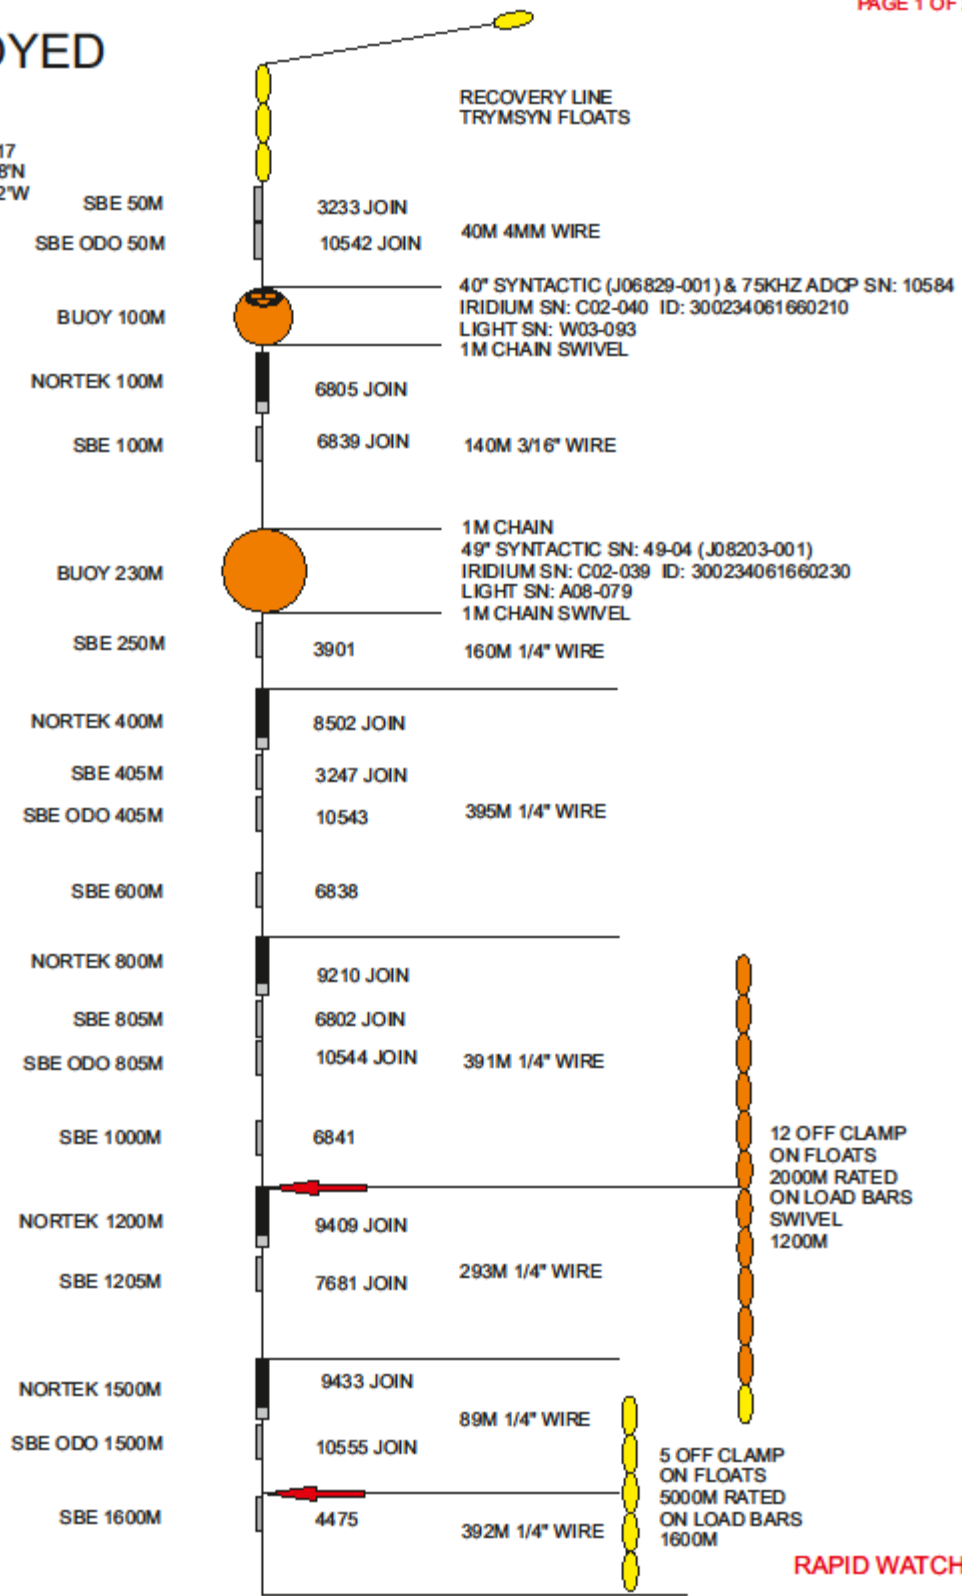 PAGE 1 OF
OYED
RECOVERY LINE
TRYMSYN FLOATS
17
8'N
2'W
SBE 50M
3233 JOIN
40M 4MM WIRE
SBE ODO 50M
10542 JOIN
40" SYNTACTIC (J06829-001) & 75KHZ ADCP SN: 10584
IRIDIUM SN: C02-040 ID: 300234061660210
BUOY 100M
LIGHT SN: W03-093
1M CHAIN SWIVEL
NORTEK 100M
6805 JOIN
SBE 100M
6839 JOIN
140M 3/16" WIRE
1M CHAIN
49" SYNTACTIC SN: 49-04 (J08203-001)
BUOY 230M
IRIDIUM SN: C02-039 ID: 300234061660230
LIGHT SN: A08-079
1M CHAIN SWIVEL
SBE 250M
3901
160M 1/4" WIRE
NORTEK 400M
8502 JOIN
SBE 405M
3247 JOIN
SBE ODO 405M
10543
395M 1/4" WIRE
SBE 600M
6838
NORTEK 800M
9210 JOIN
SBE 805M
6802 JOIN
SBE ODO 805M
10544 JOIN
391M 1/4" WIRE
SBE 1000M
6841
12 OFF CLAMP
ON FLOATS
2000M RATED
ON LOAD BARS
SWIVEL
1200M
NORTEK 1200M
9409 JOIN
SBE 1205M
7681 JOIN
293M 1/4" WIRE
NORTEK 1500M
9433 JOIN
89M 1/4" WIRE
SBE ODO 1500M
10555 JOIN
5 OFF CLAMP
ON FLOATS
5000M RATED
ON LOAD BARS
1600M
SBE 1600M
4475
392M 1/4" WIRE
RAPID WATCH